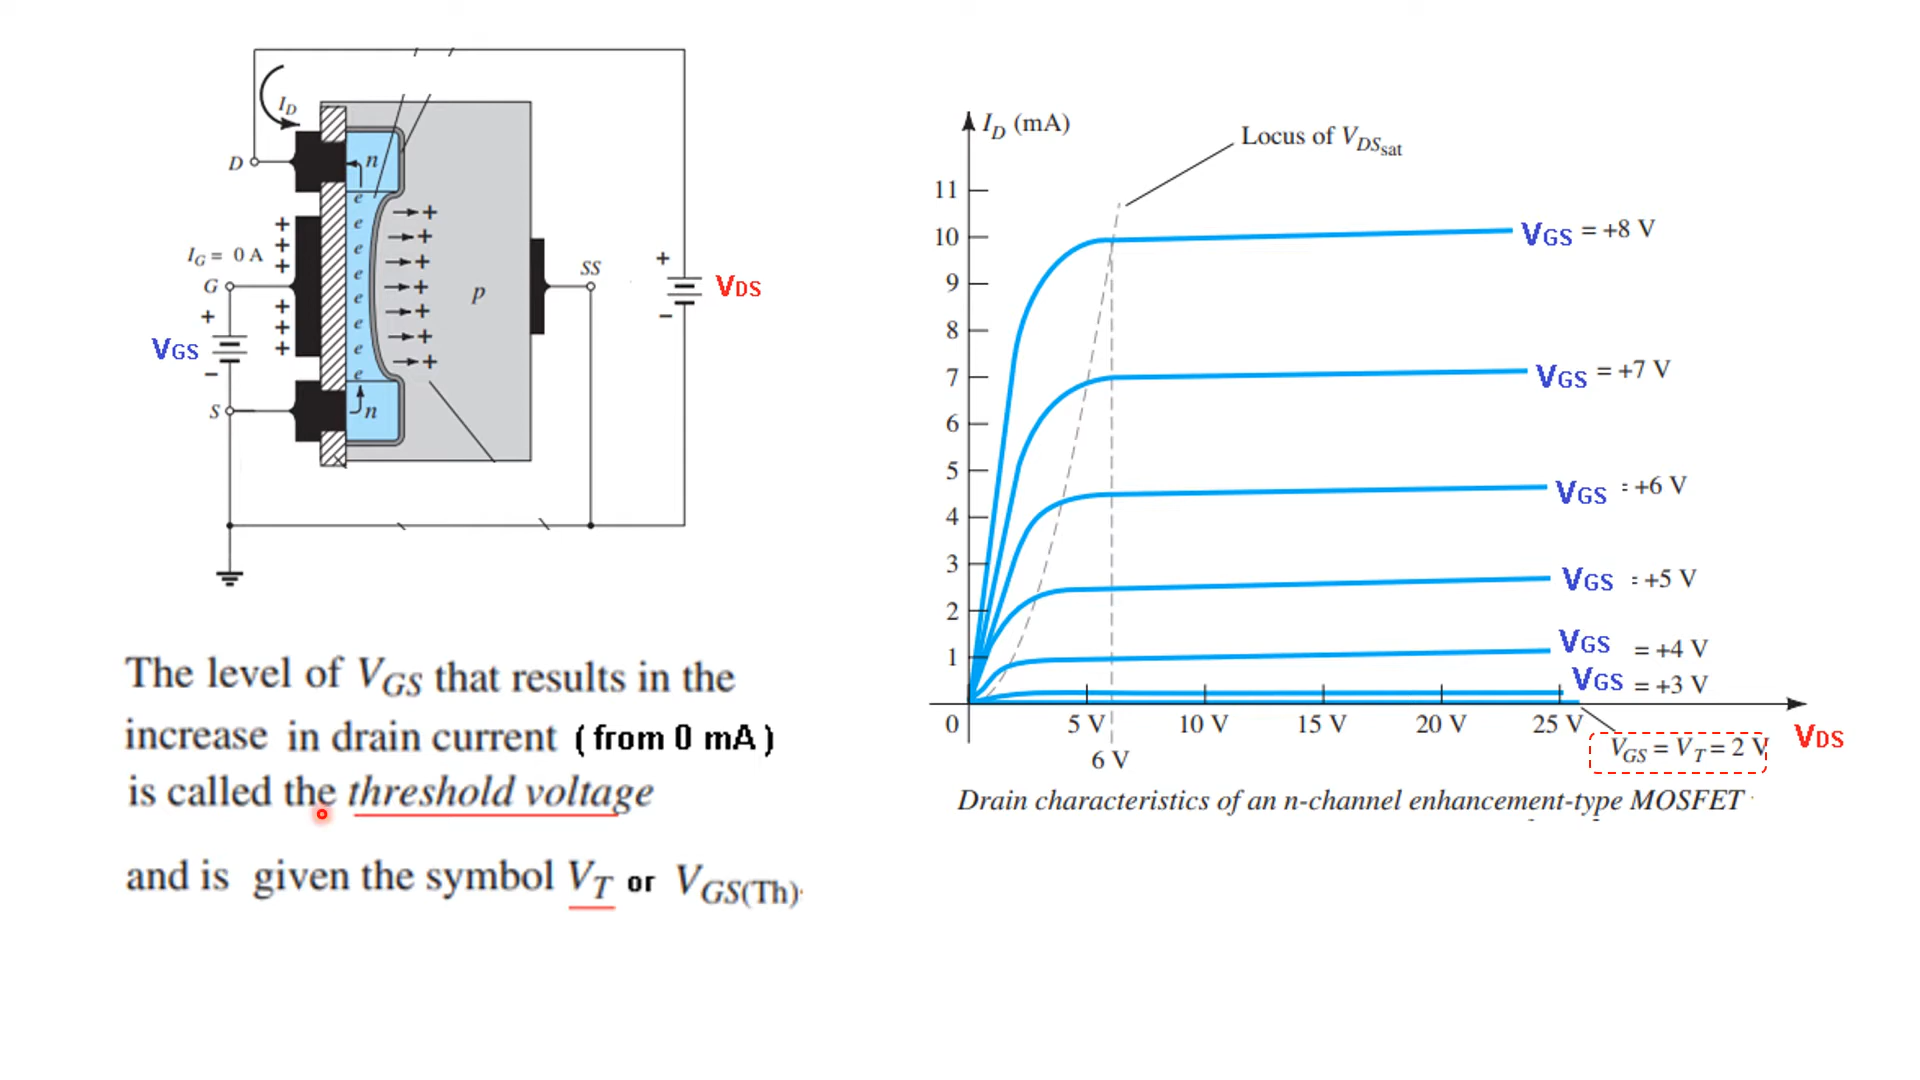 I_D
D
n
e
e
e
e
e
e
e
e
+
+
+
+
+
+
+
+
+
+
+
+
+
I_G = 0 A
G
+
V_GS
−
S
n
p
SS
+
V_DS
−
The level of V_GS that results in the
increase in drain current (from 0 mA)
is called the threshold voltage
and is given the symbol V_T or V_GS(Th).
I_D (mA)
Locus of V_DS_sat
11
10
9
8
7
6
5
4
3
2
1
0
5 V
10 V
15 V
20 V
25 V
6 V
V_GS = +8 V
V_GS = +7 V
V_GS = +6 V
V_GS = +5 V
V_GS = +4 V
V_GS = +3 V
V_GS = V_T = 2 V
V_DS
Drain characteristics of an n-channel enhancement-type MOSFET